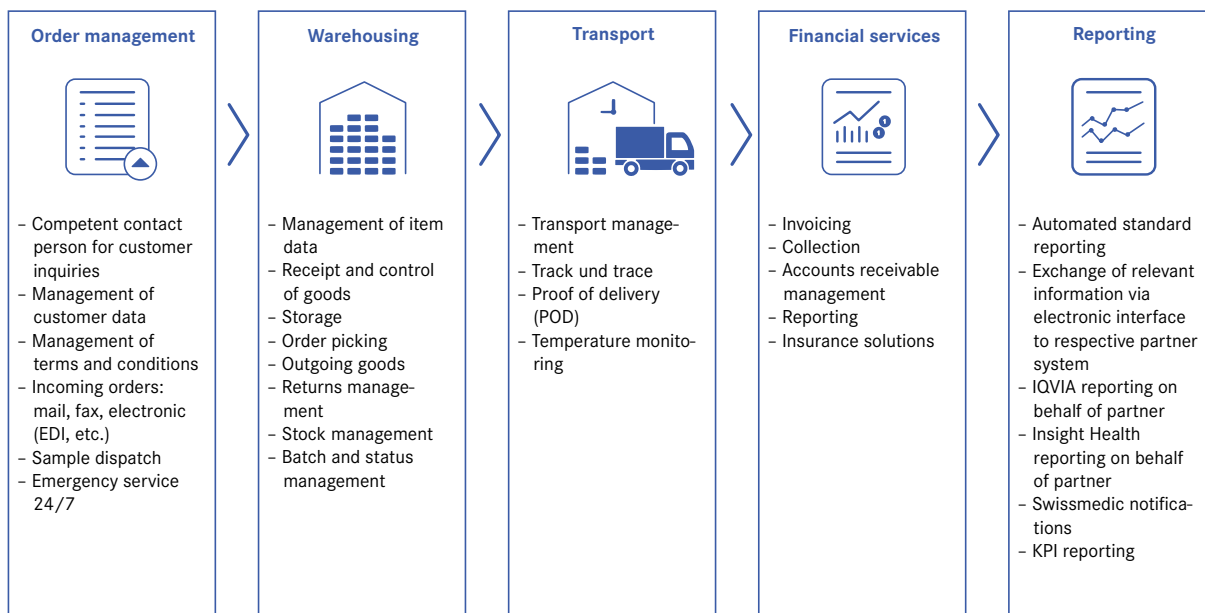 Order management
– Competent contact
person for customer
inquiries
– Management of
customer data
– Management of
terms and conditions
– Incoming orders:
mail, fax, electronic
(EDI, etc.)
– Sample dispatch
– Emergency service
24/7
Warehousing
– Management of item
data
– Receipt and control
of goods
– Storage
– Order picking
– Outgoing goods
– Returns manage-
ment
– Stock management
– Batch and status
management
Transport
– Transport manage-
ment
– Track und trace
– Proof of delivery
(POD)
– Temperature monito-
ring
Financial services
– Invoicing
– Collection
– Accounts receivable
management
– Reporting
– Insurance solutions
Reporting
– Automated standard
reporting
– Exchange of relevant
information via
electronic interface
to respective partner
system
– IQVIA reporting on
behalf of partner
– Insight Health
reporting on behalf
of partner
– Swissmedic notifica-
tions
– KPI reporting